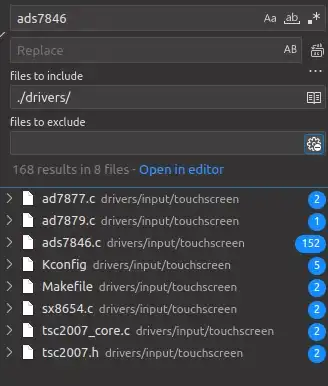 ads7846
Aa ab .*
Replace AB
...
files to include
./drivers/
files to exclude
168 results in 8 files - Open in editor
ad7877.c drivers/input/touchscreen 2
ad7879.c drivers/input/touchscreen 1
ads7846.c drivers/input/touchscreen 152
Kconfig drivers/input/touchscreen 5
Makefile drivers/input/touchscreen 2
sx8654.c drivers/input/touchscreen 2
tsc2007_core.c drivers/input/touchscreen 2
tsc2007.h drivers/input/touchscreen 2